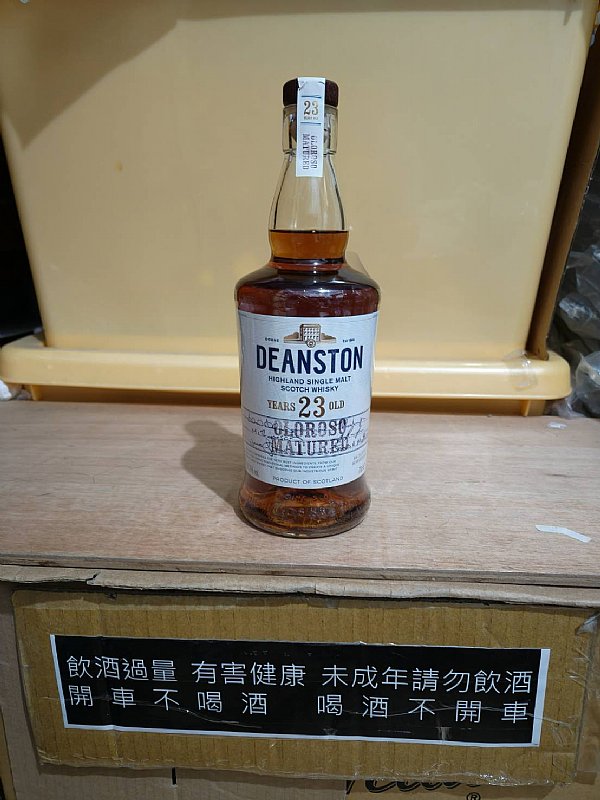 23
YEARS OLD
OLOROSO
MATURED
DEANSTON
HIGHLAND SINGLE MALT
SCOTCH WHISKY
YEARS 23 OLD
OLOROSO
MATURED
PRODUCT OF SCOTLAND
飲酒過量 有害健康 未成年請勿飲酒
開車不喝酒 喝酒不開車
®